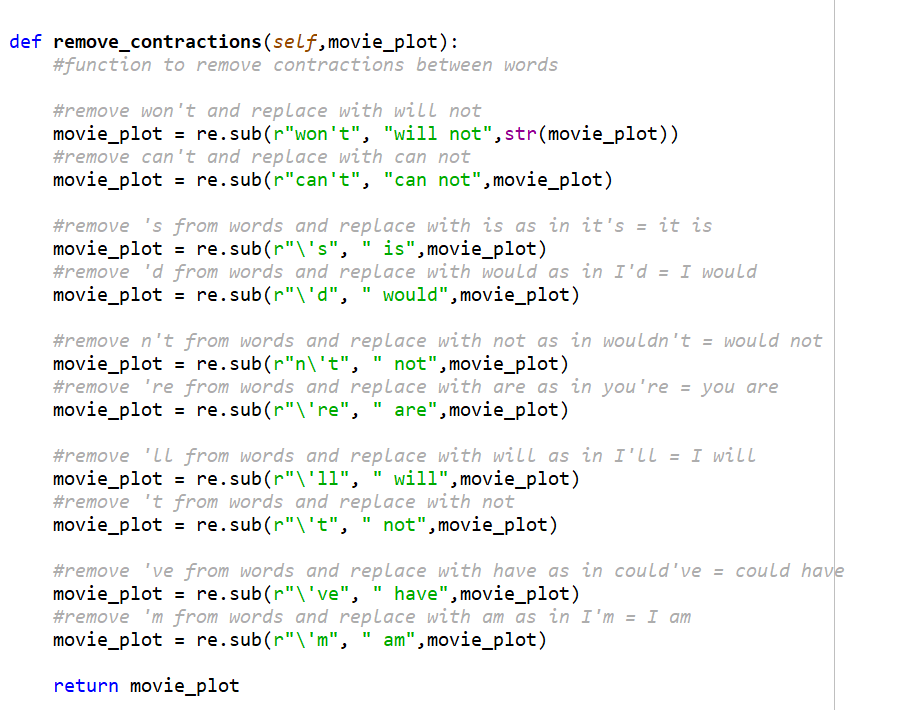 def remove_contractions(self,movie_plot):
    #function to remove contractions between words

    #remove won't and replace with will not
    movie_plot = re.sub(r"won't", "will not",str(movie_plot))
    #remove can't and replace with can not
    movie_plot = re.sub(r"can't", "can not",movie_plot)

    #remove 's from words and replace with is as in it's = it is
    movie_plot = re.sub(r"\'s", " is",movie_plot)
    #remove 'd from words and replace with would as in I'd = I would
    movie_plot = re.sub(r"\'d", " would",movie_plot)

    #remove n't from words and replace with not as in wouldn't = would not
    movie_plot = re.sub(r"n\'t", " not",movie_plot)
    #remove 're from words and replace with are as in you're = you are
    movie_plot = re.sub(r"\'re", " are",movie_plot)

    #remove 'll from words and replace with will as in I'll = I will
    movie_plot = re.sub(r"\'ll", " will",movie_plot)
    #remove 't from words and replace with not
    movie_plot = re.sub(r"\'t", " not",movie_plot)

    #remove 've from words and replace with have as in could've = could have
    movie_plot = re.sub(r"\'ve", " have",movie_plot)
    #remove 'm from words and replace with am as in I'm = I am
    movie_plot = re.sub(r"\'m", " am",movie_plot)

    return movie_plot